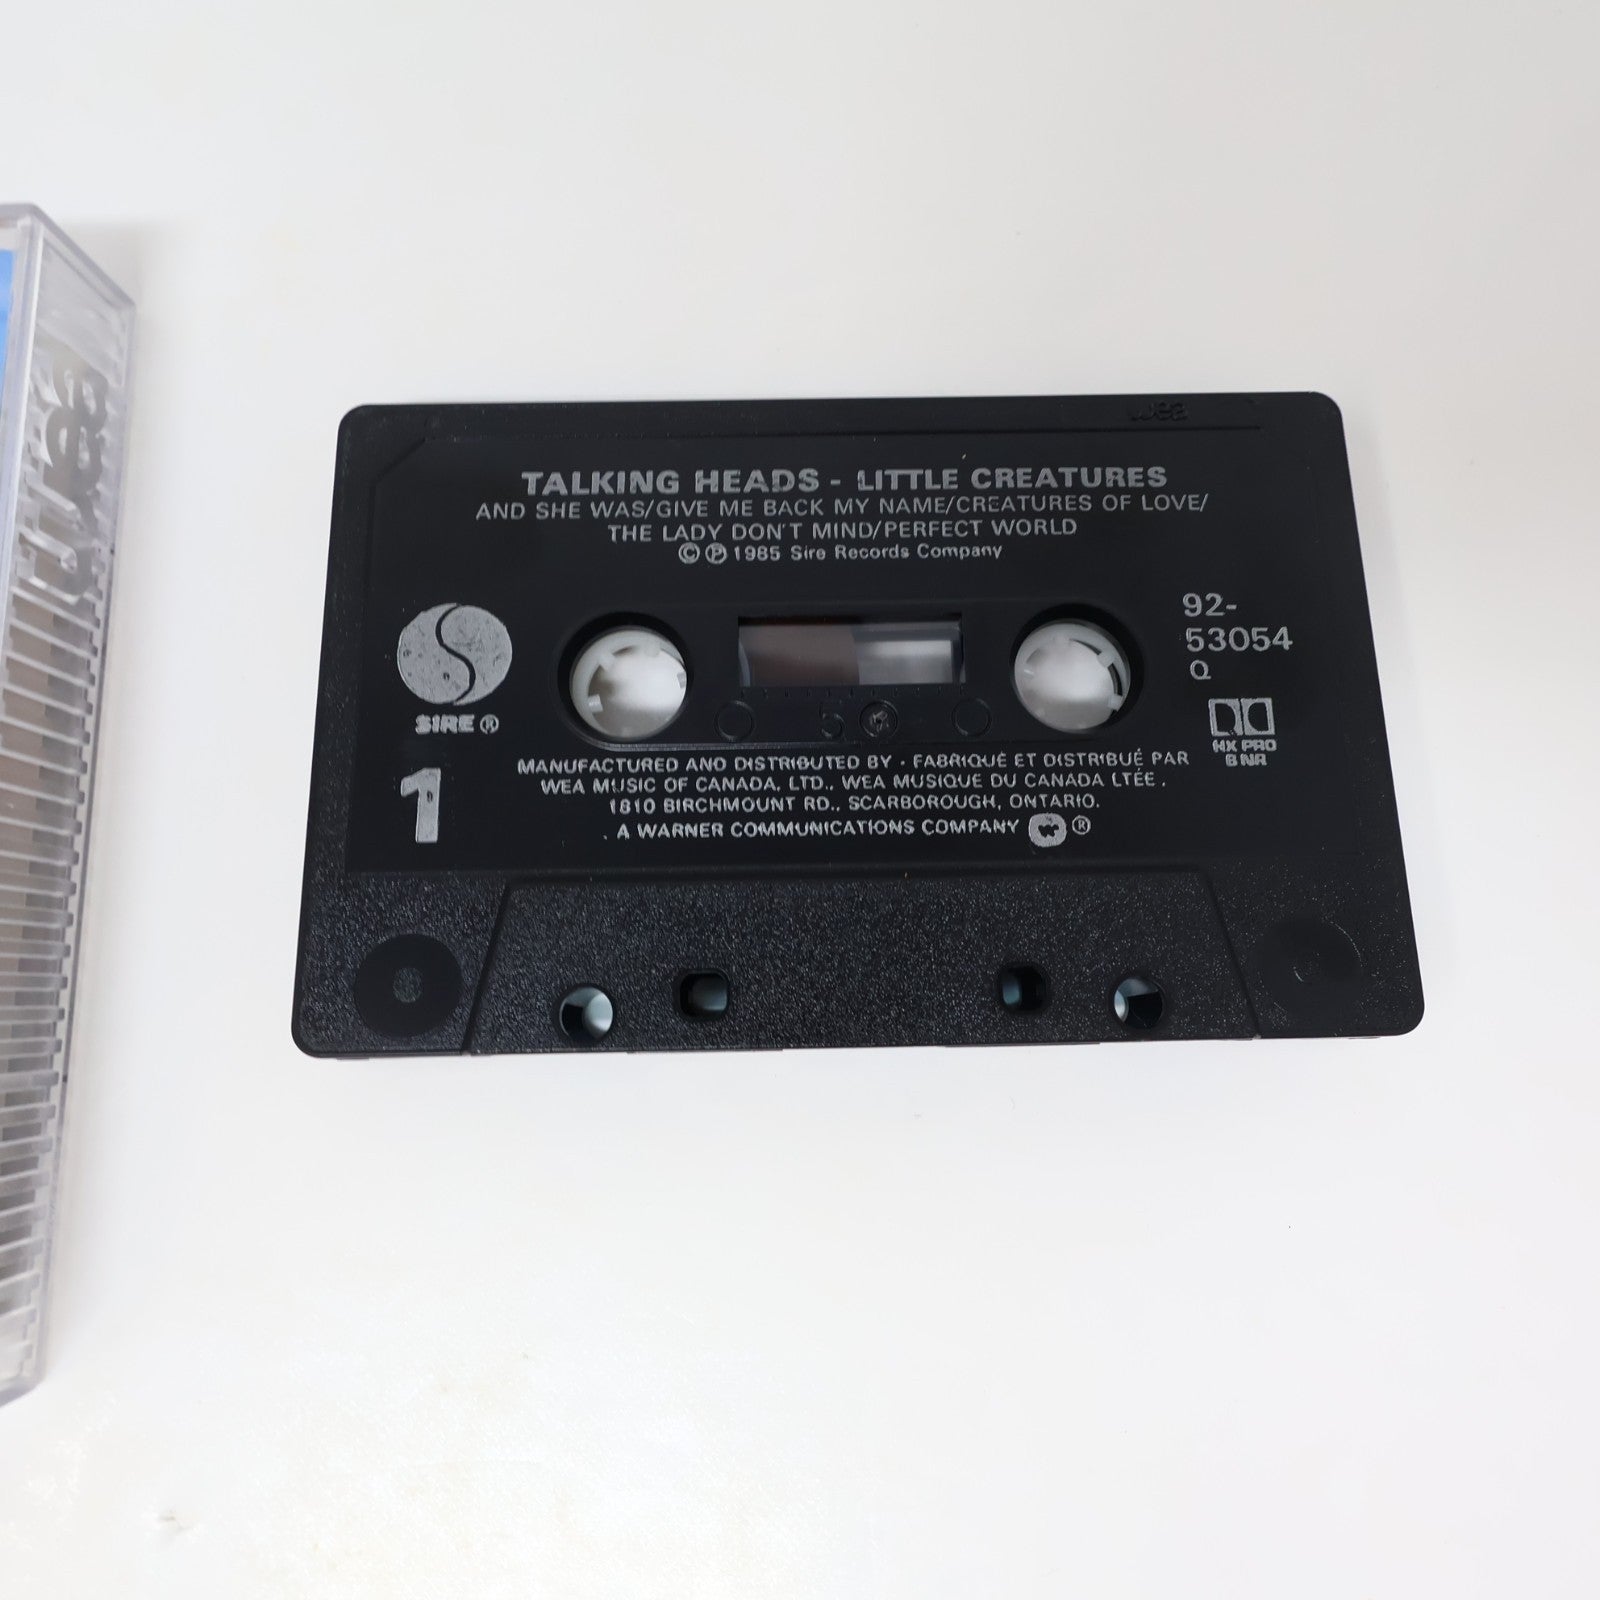 wea
TALKING HEADS - LITTLE CREATURES
AND SHE WAS/GIVE ME BACK MY NAME/CREATURES OF LOVE/
THE LADY DON'T MIND/PERFECT WORLD
©℗1985 Sire Records Company
SIRE®
92-
53054
Q
HX PRO
B NR
5
1
MANUFACTURED AND DISTRIBUTED BY · FABRIQUÉ ET DISTRIBUÉ PAR
WEA MUSIC OF CANADA, LTD., WEA MUSIQUE DU CANADA LTÉE.
1810 BIRCHMOUNT RD., SCARBOROUGH, ONTARIO.
A WARNER COMMUNICATIONS COMPANY ®